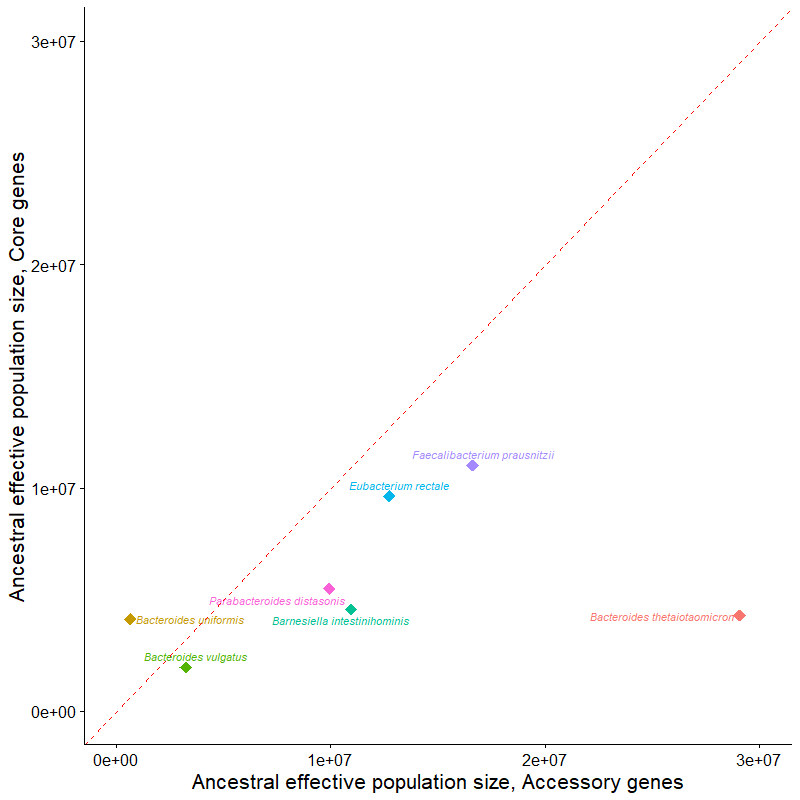 3e+07
2e+07
1e+07
0e+00
Ancestral effective population size, Core genes
Faecalibacterium prausnitzii
Eubacterium rectale
Parabacteroides distasonis
Bacteroides uniformis
Barnesiella intestinihominis
Bacteroides thetaiotaomicron
Bacteroides vulgatus
0e+00
1e+07
2e+07
3e+07
Ancestral effective population size, Accessory genes